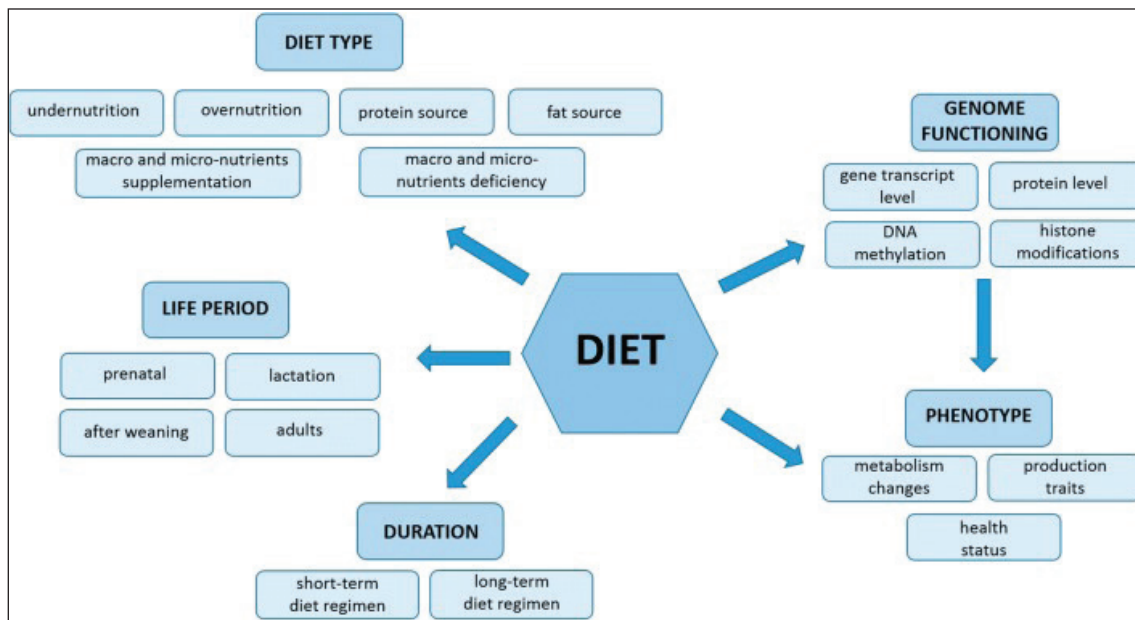 DIET TYPE
undernutrition
overnutrition
protein source
fat source
macro and micro-nutrients
supplementation
macro and micro-
nutrients deficiency
LIFE PERIOD
prenatal
lactation
after weaning
adults
DURATION
short-term
diet regimen
long-term
diet regimen
DIET
GENOME
FUNCTIONING
gene transcript
level
protein level
DNA
methylation
histone
modifications
PHENOTYPE
metabolism
changes
production
traits
health
status